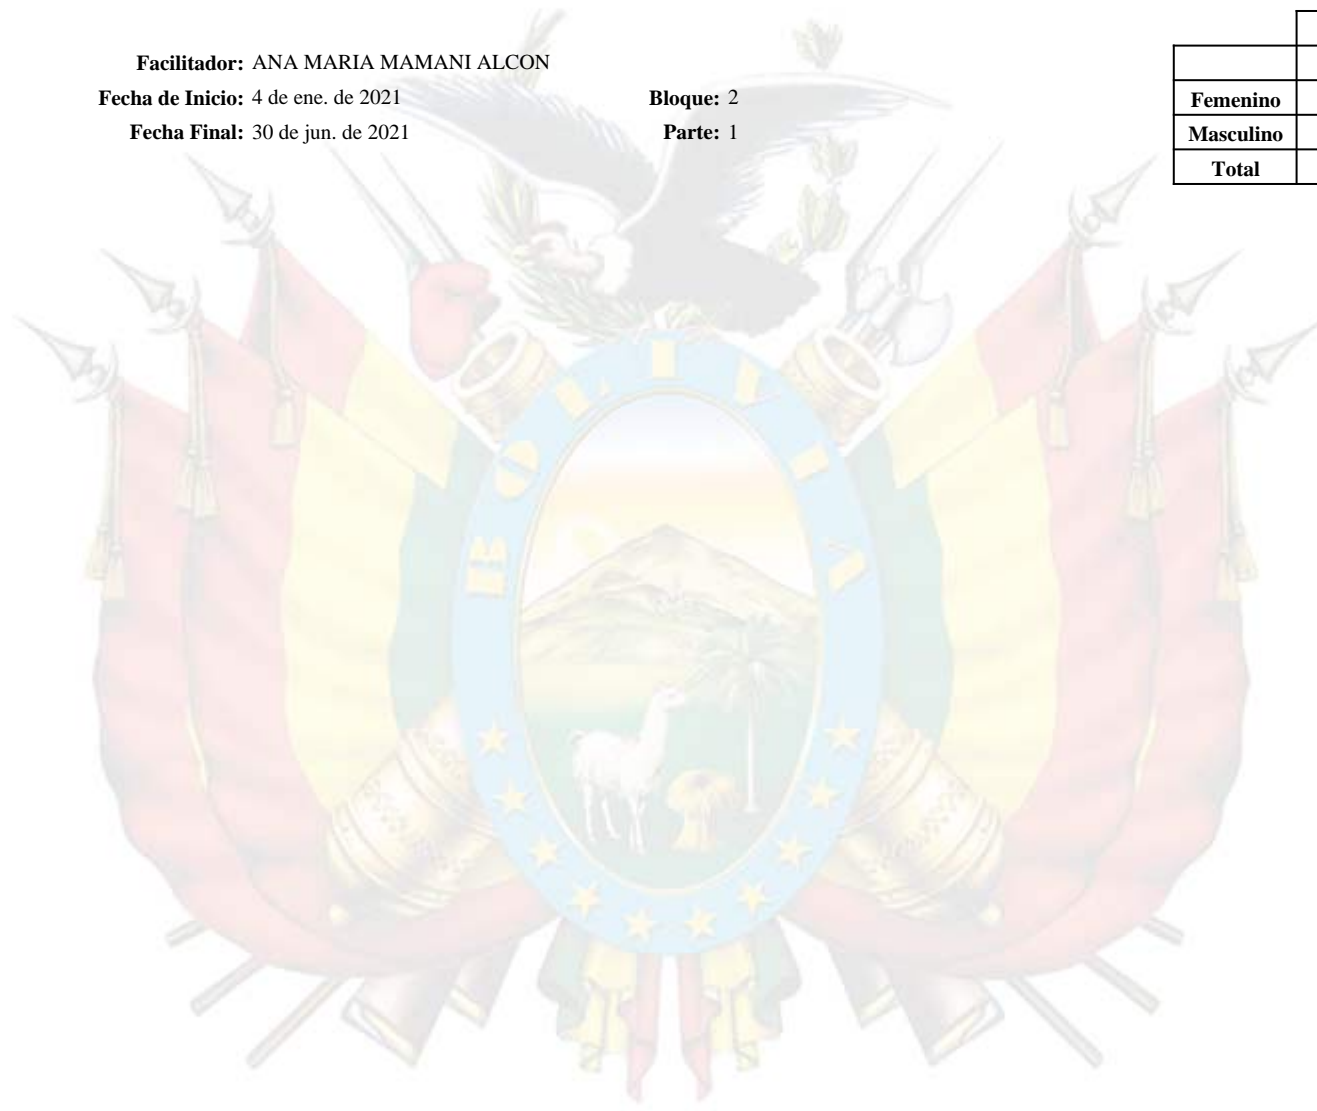 Facilitador: ANA MARIA MAMANI ALCON
Fecha de Inicio: 4 de ene. de 2021 Bloque: 2
Fecha Final: 30 de jun. de 2021 Parte: 1
Femenino
Masculino
Total
BOLIVIA